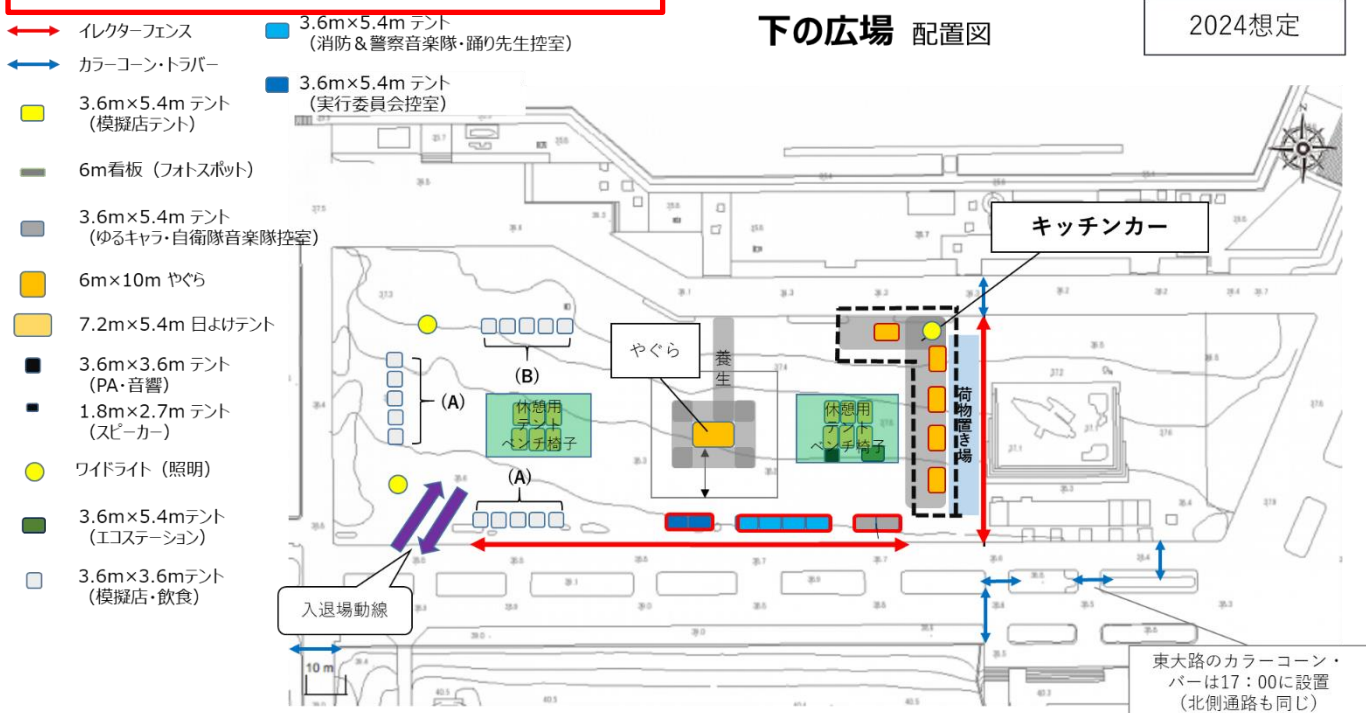 下の広場 配置図
2024想定
イレクターフェンス
カラーコーン・トラバー
3.6m×5.4m テント
(模擬店テント)
6m看板（フォトスポット）
3.6m×5.4m テント
(ゆるキャラ・自衛隊音楽隊控室)
6m×10m やぐら
7.2m×5.4m 日よけテント
3.6m×3.6m テント
(PA・音響)
1.8m×2.7m テント
(スピーカー)
ワイドライト（照明）
3.6m×5.4mテント
(エコステーション)
3.6m×3.6mテント
(模擬店・飲食)
3.6m×5.4m テント
(消防＆警察音楽隊・踊り先生控室)
3.6m×5.4m テント
(実行委員会控室)
キッチンカー
やぐら
養生
(B)
(A)
休憩用
テント
ベンチ椅子
休憩用
テント
ベンチ椅子
荷物置き場
(A)
入退場動線
10 m
東大路のカラーコーン・
バーは17：00に設置
（北側通路も同じ）